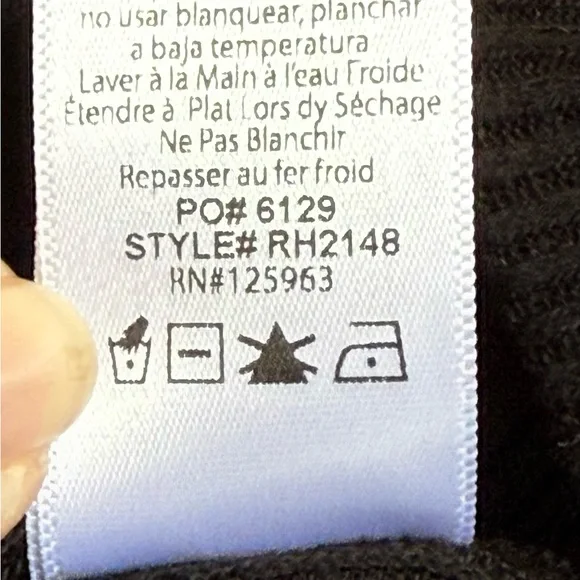 no usar blanquear, planchar
a baja temperatura
Laver à la Main à l'eau Froide
Étendre à Plat Lors dy Séchage
Ne Pas Blanchir
Repasser au fer froid
PO# 6129
STYLE# RH2148
RN#125963